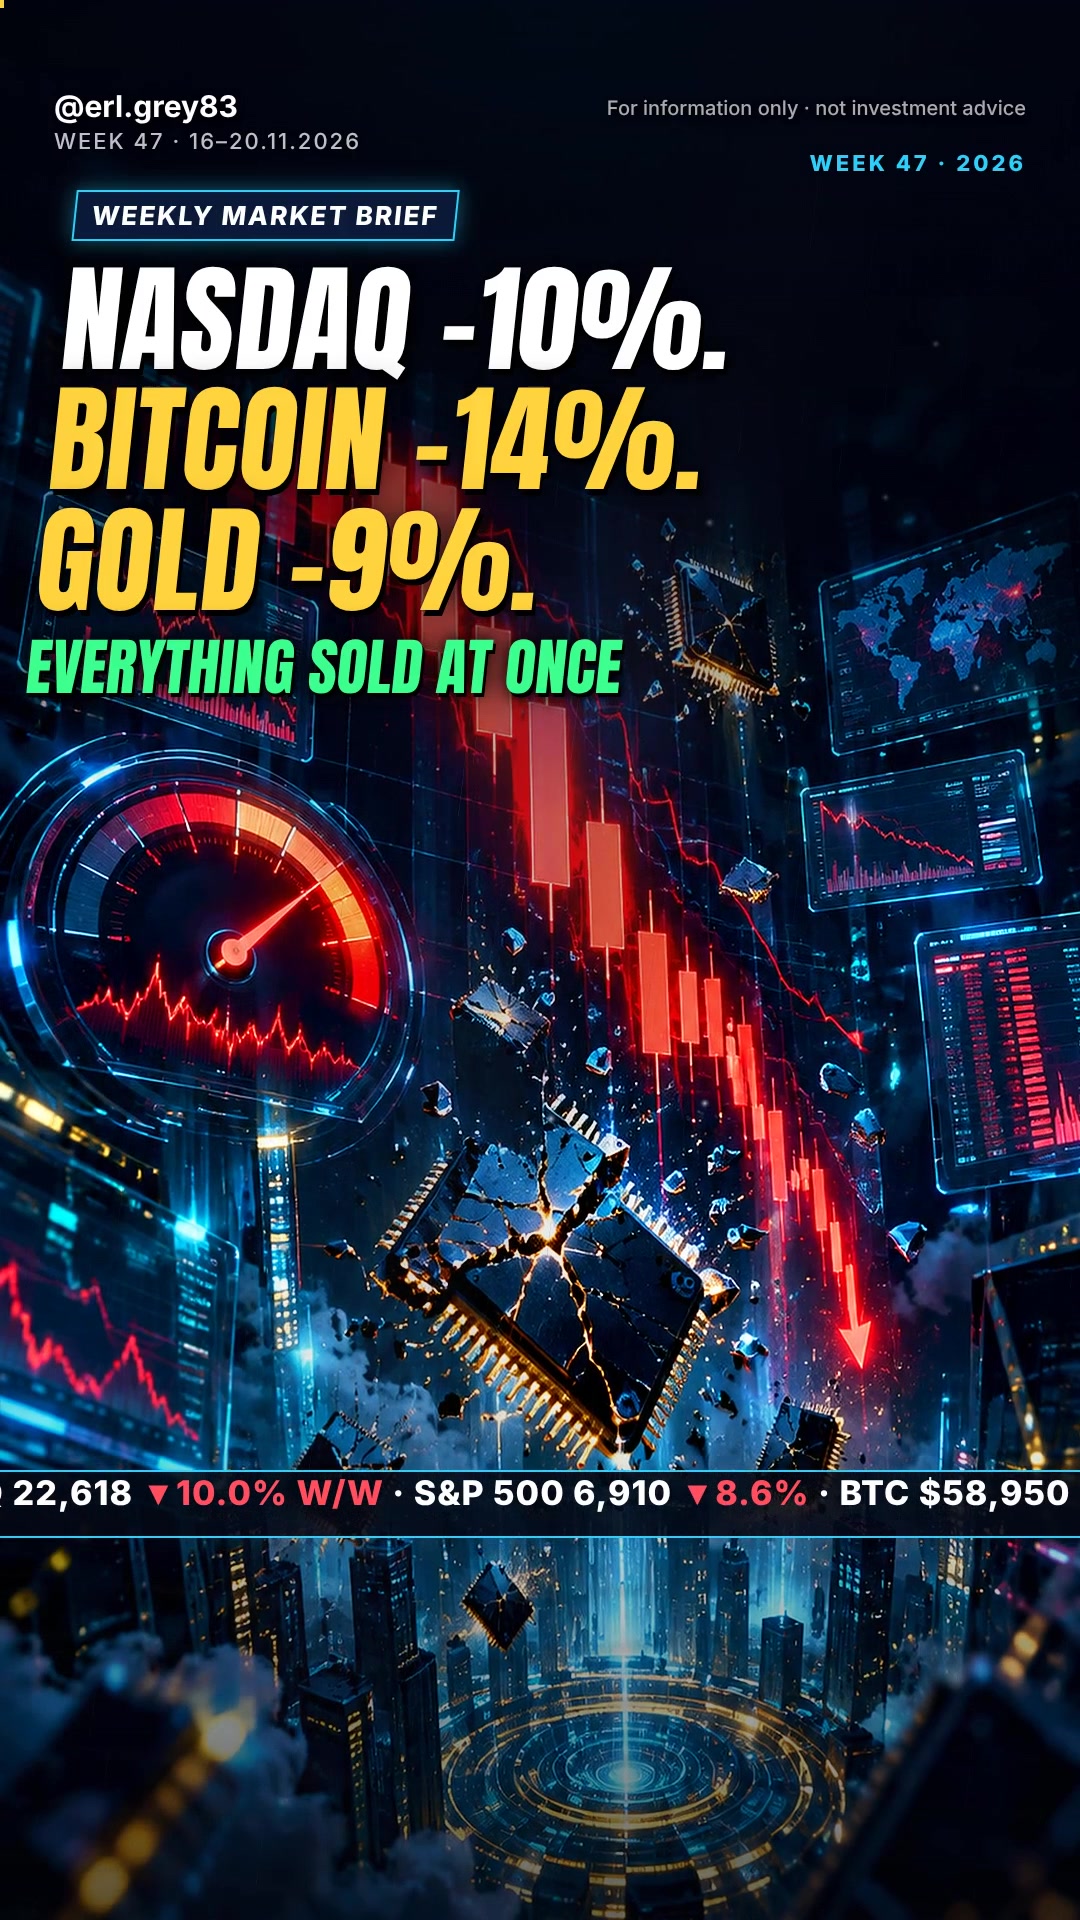 @erl.grey83
WEEK 47 · 16–20.11.2026
For information only · not investment advice
WEEK 47 · 2026
WEEKLY MARKET BRIEF
NASDAQ -10%.
BITCOIN -14%.
GOLD -9%.
EVERYTHING SOLD AT ONCE
22,618 ▼10.0% W/W · S&P 500 6,910 ▼8.6% · BTC $58,950